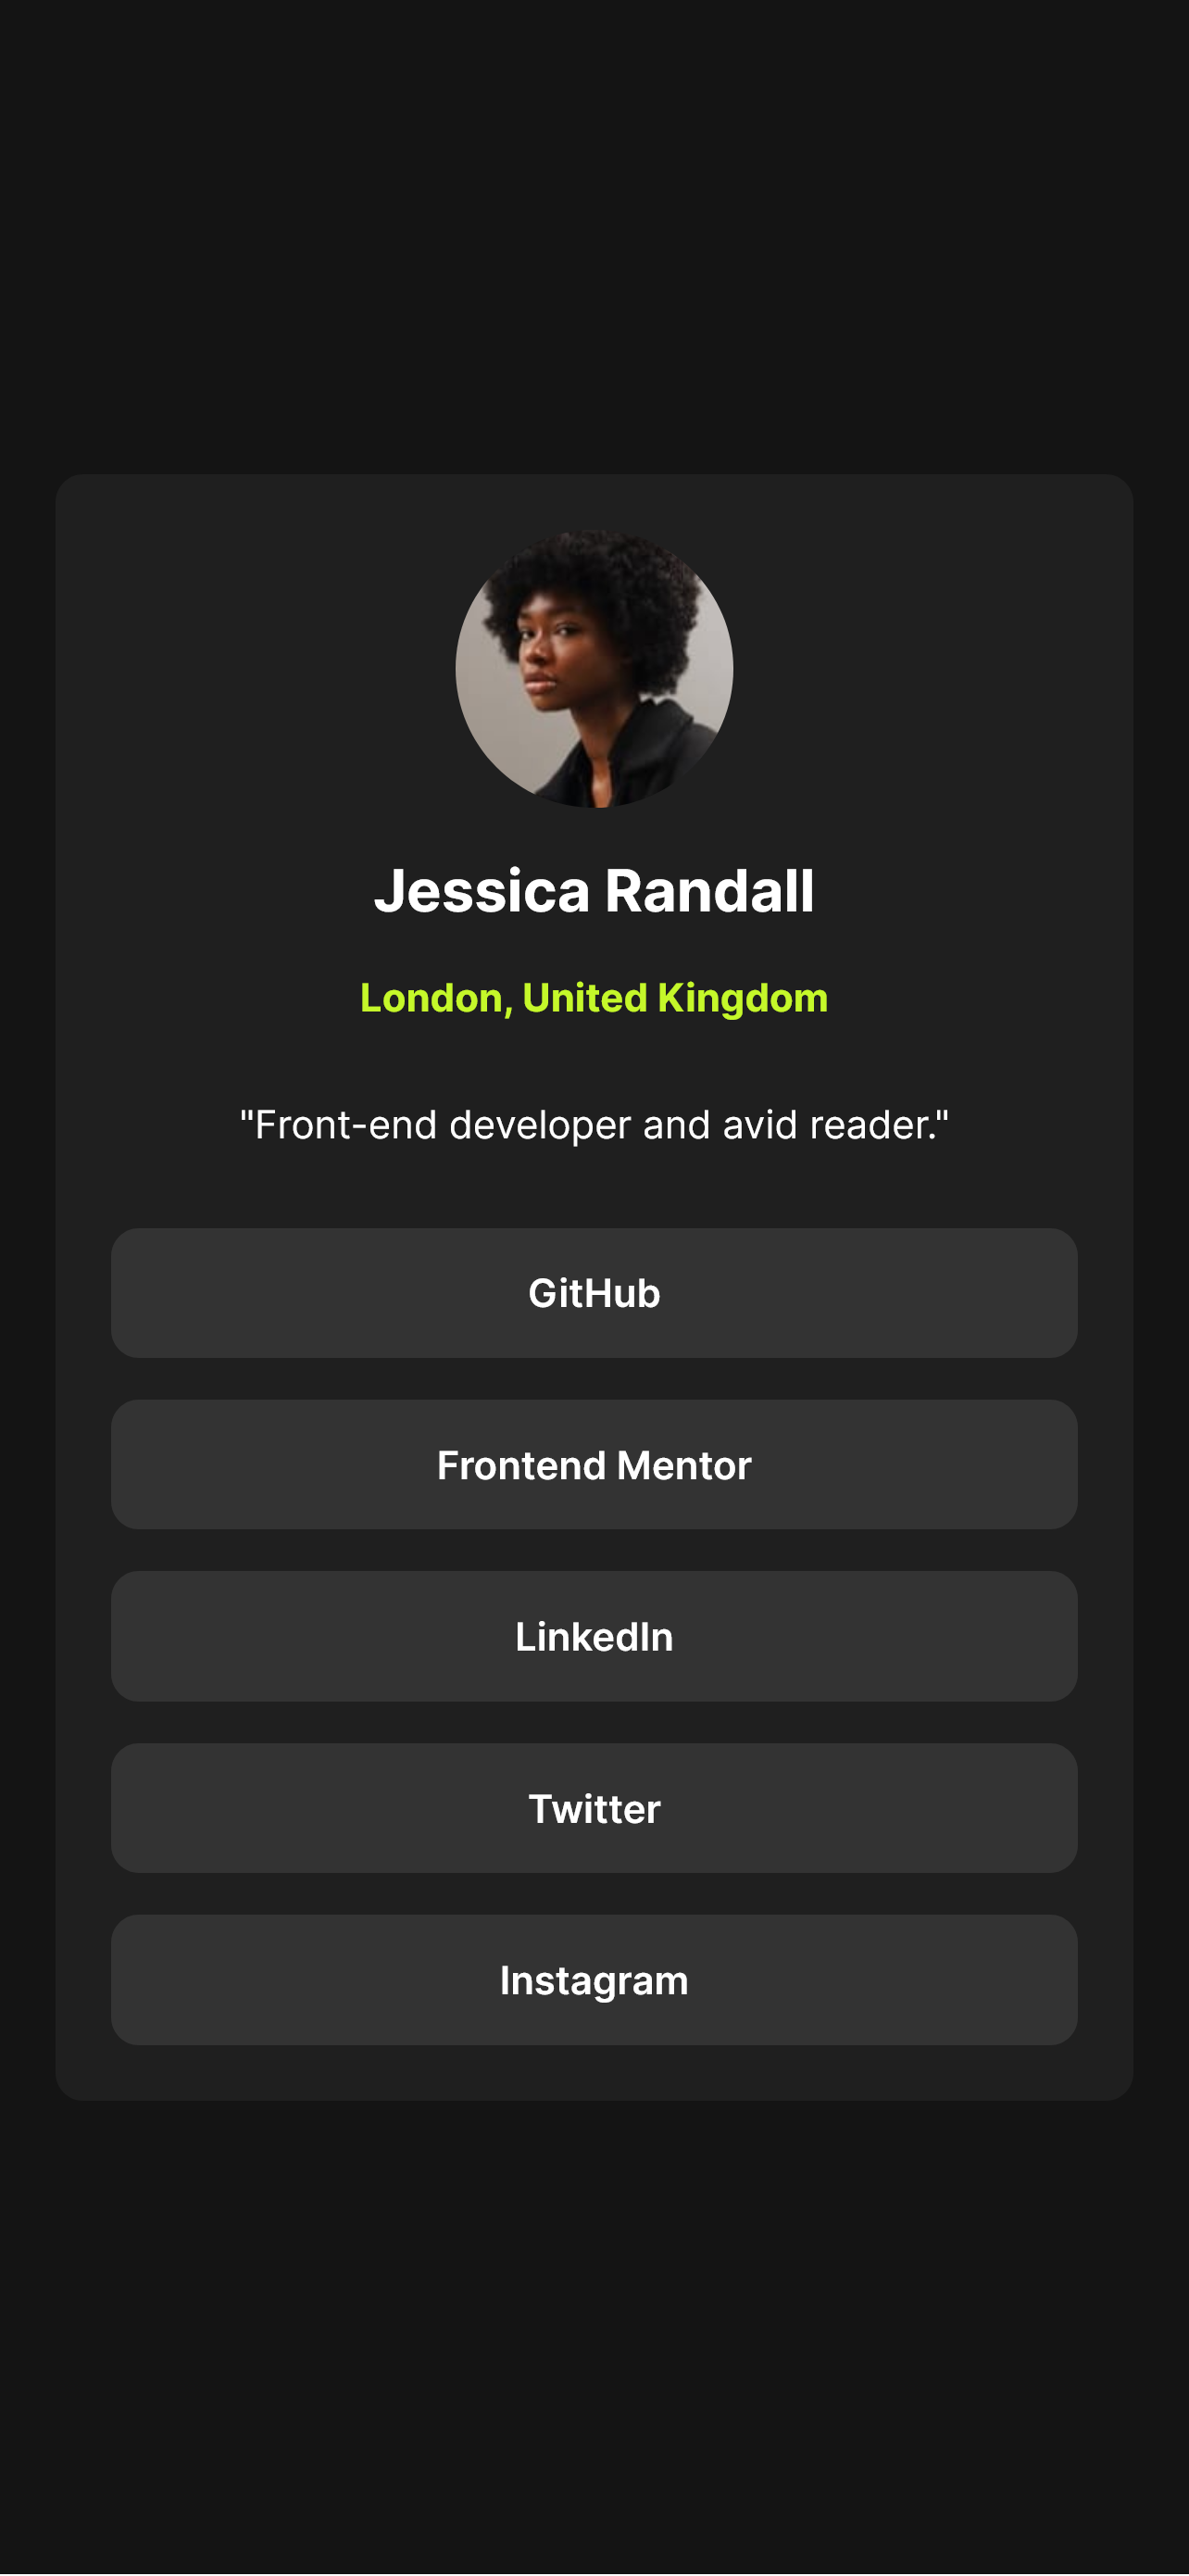 Jessica Randall
London, United Kingdom
"Front-end developer and avid reader."
GitHub
Frontend Mentor
LinkedIn
Twitter
Instagram